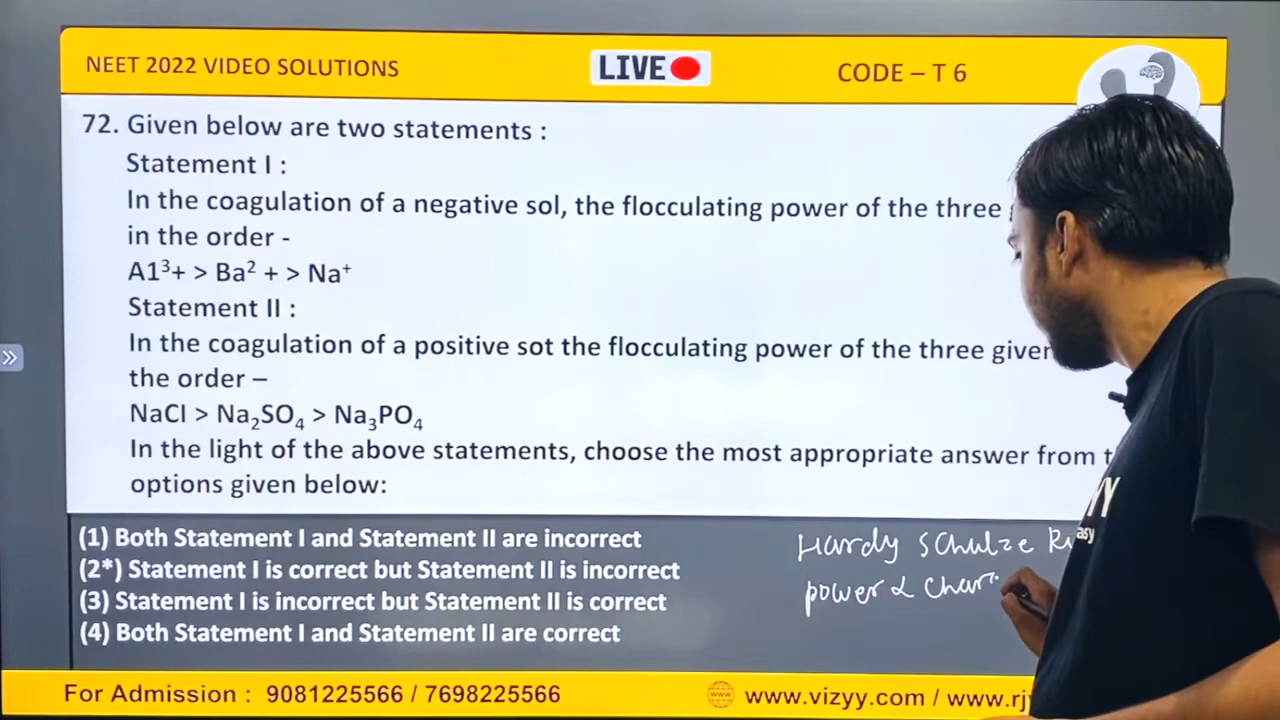 NEET 2022 VIDEO SOLUTIONS
LIVE
CODE – T 6
72. Given below are two statements :
Statement I :
In the coagulation of a negative sol, the flocculating power of the three
in the order -
A1³+ > Ba² + > Na⁺
Statement II :
In the coagulation of a positive sot the flocculating power of the three given
the order –
NaCl > Na₂SO₄ > Na₃PO₄
In the light of the above statements, choose the most appropriate answer from
options given below:
(1) Both Statement I and Statement II are incorrect
(2*) Statement I is correct but Statement II is incorrect
(3) Statement I is incorrect but Statement II is correct
(4) Both Statement I and Statement II are correct
Hardy Schulze
power α
YY
asy
For Admission : 9081225566 / 7698225566
www.vizyy.com / www.rj